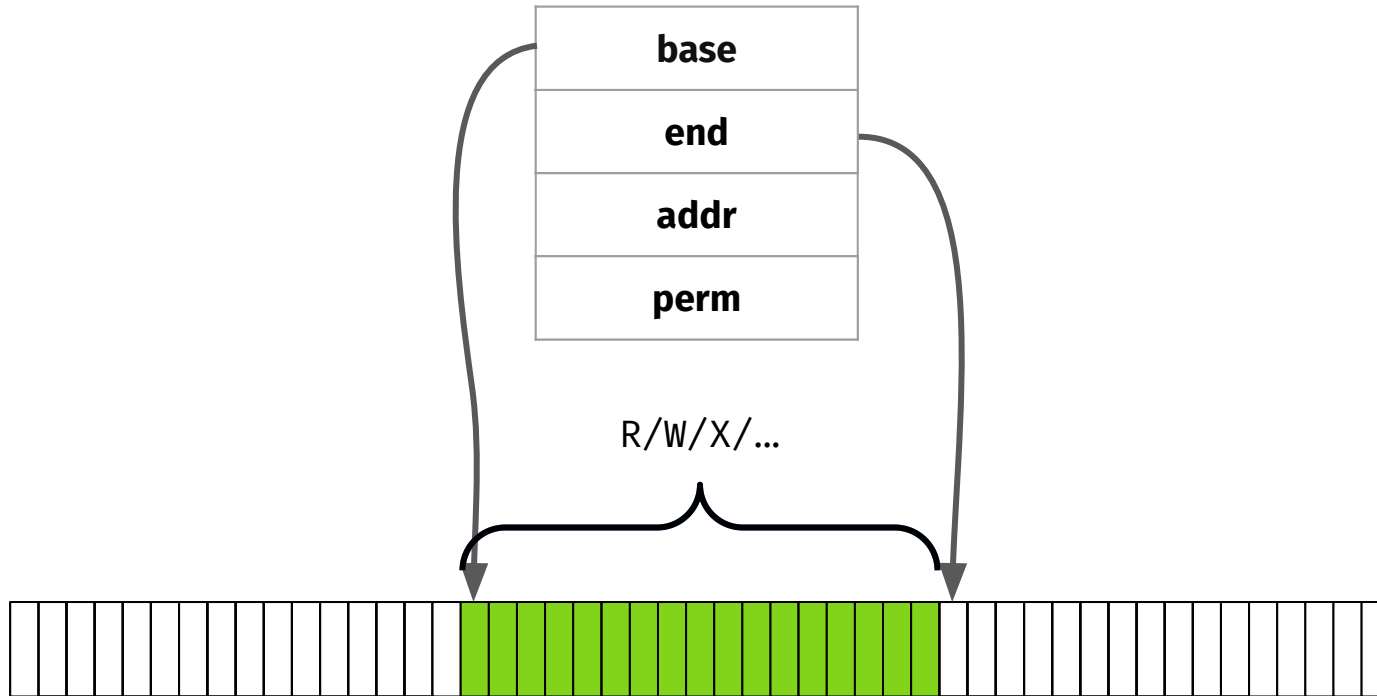 base
end
addr
perm
R/W/X/…